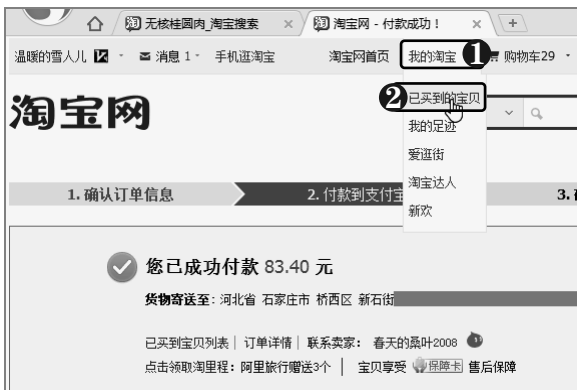 无核桂圆肉_淘宝搜索 × 淘宝网 - 付款成功! × +
温暖的雪人儿 消息 1 手机逛淘宝 淘宝网首页 我的淘宝 1 购物车29
2 已买到的宝贝
淘宝网
我的足迹
爱逛街
淘宝达人
新欢
1. 确认订单信息 2. 付款到支付宝 3.
您已成功付款 83.40 元
货物寄送至：河北省 石家庄市 桥西区 新石街
已买到宝贝列表 | 订单详情 | 联系卖家： 春天的桑叶2008
点击领取淘里程：阿里旅行赠送3个 | 宝贝享受 保障卡 售后保障